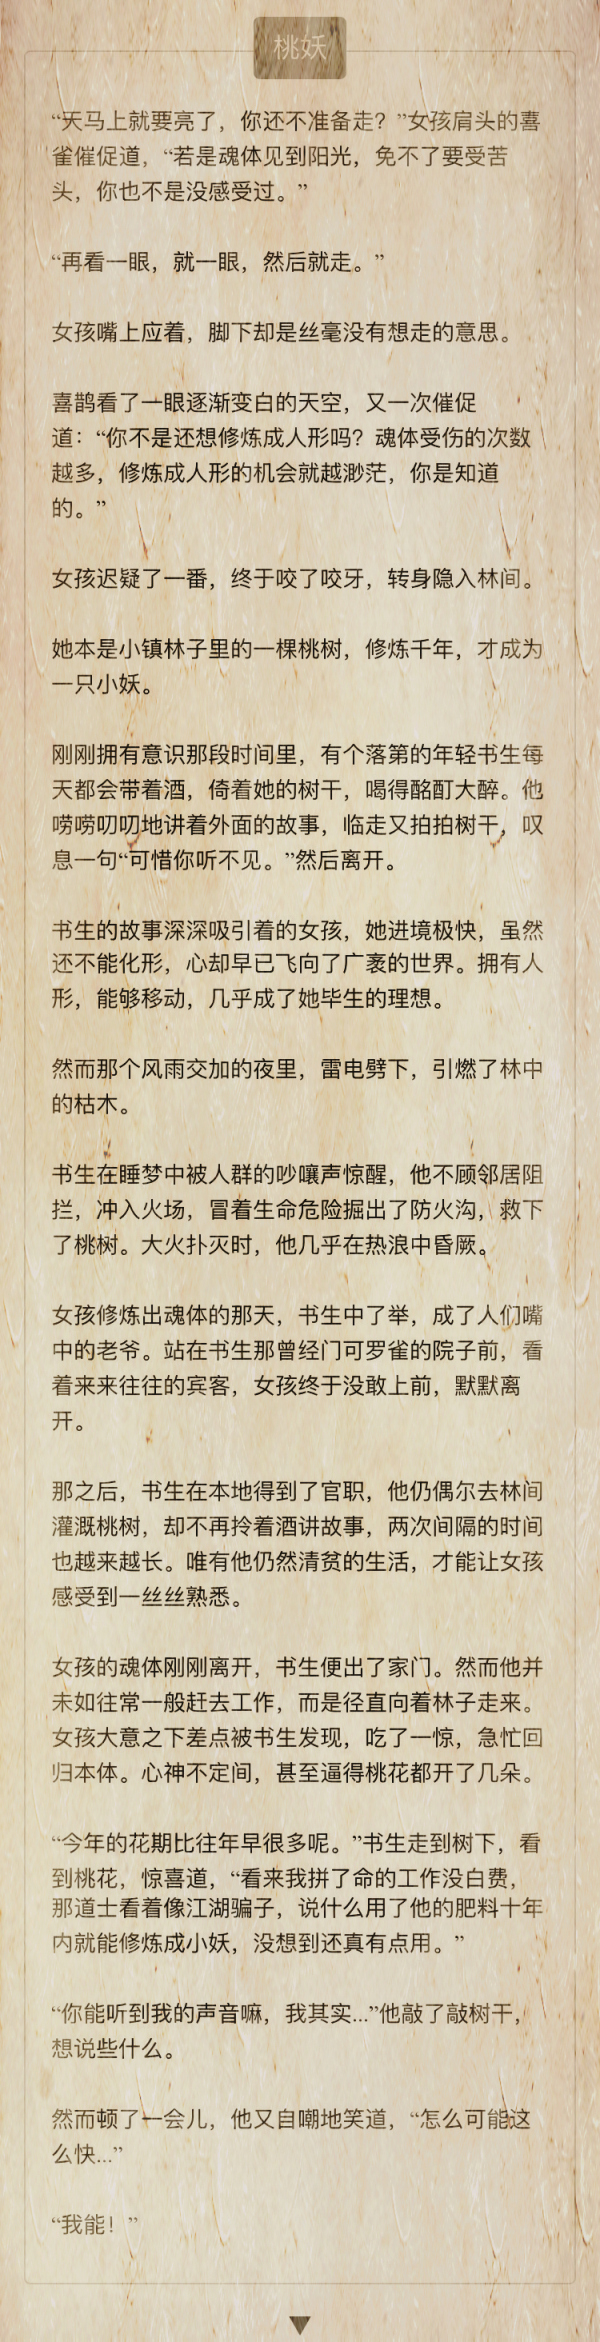 桃妖
“天马上就要亮了，你还不准备走？”女孩肩头的喜
雀催促道，“若是魂体见到阳光，免不了要受苦
头，你也不是没感受过。”
“再看一眼，就一眼，然后就走。”
女孩嘴上应着，脚下却是丝毫没有想走的意思。
喜鹊看了一眼逐渐变白的天空，又一次催促
道：“你不是还想修炼成人形吗？魂体受伤的次数
越多，修炼成人形的机会就越渺茫，你是知道
的。”
女孩迟疑了一番，终于咬了咬牙，转身隐入林间。
她本是小镇林子里的一棵桃树，修炼千年，才成为
一只小妖。
刚刚拥有意识那段时间里，有个落第的年轻书生每
天都会带着酒，倚着她的树干，喝得酩酊大醉。他
唠唠叨叨地讲着外面的故事，临走又拍拍树干，叹
息一句“可惜你听不见。”然后离开。
书生的故事深深吸引着的女孩，她进境极快，虽然
还不能化形，心却早已飞向了广袤的世界。拥有人
形，能够移动，几乎成了她毕生的理想。
然而那个风雨交加的夜里，雷电劈下，引燃了林中
的枯木。
书生在睡梦中被人群的吵嚷声惊醒，他不顾邻居阻
拦，冲入火场，冒着生命危险掘出了防火沟，救下
了桃树。大火扑灭时，他几乎在热浪中昏厥。
女孩修炼出魂体的那天，书生中了举，成了人们嘴
中的老爷。站在书生那曾经门可罗雀的院子前，看
着来来往往的宾客，女孩终于没敢上前，默默离
开。
那之后，书生在本地得到了官职，他仍偶尔去林间
灌溉桃树，却不再拎着酒讲故事，两次间隔的时间
也越来越长。唯有他仍然清贫的生活，才能让女孩
感受到一丝丝熟悉。
女孩的魂体刚刚离开，书生便出了家门。然而他并
未如往常一般赶去工作，而是径直向着林子走来。
女孩大意之下差点被书生发现，吃了一惊，急忙回
归本体。心神不定间，甚至逼得桃花都开了几朵。
“今年的花期比往年早很多呢。”书生走到树下，看
到桃花，惊喜道，“看来我拼了命的工作没白费，
那道士看着像江湖骗子，说什么用了他的肥料十年
内就能修炼成小妖，没想到还真有点用。”
“你能听到我的声音嘛，我其实...”他敲了敲树干，
想说些什么。
然而顿了一会儿，他又自嘲地笑道，“怎么可能这
么快...”
“我能！”